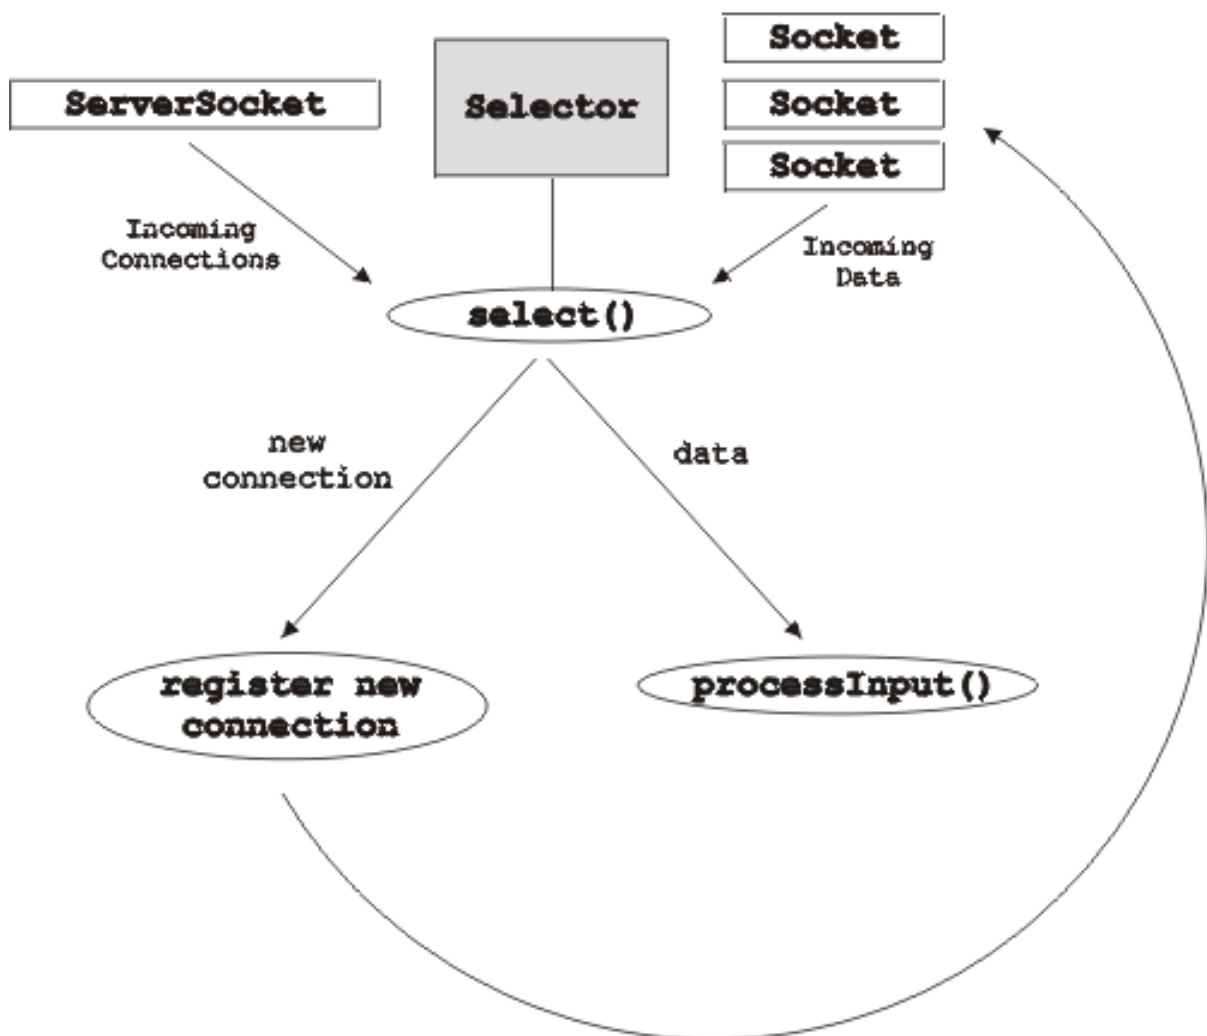 Socket
ServerSocket
Selector
Socket
Socket
Incoming
Connections
Incoming
Data
select()
new
connection
data
register new
connection
processInput()